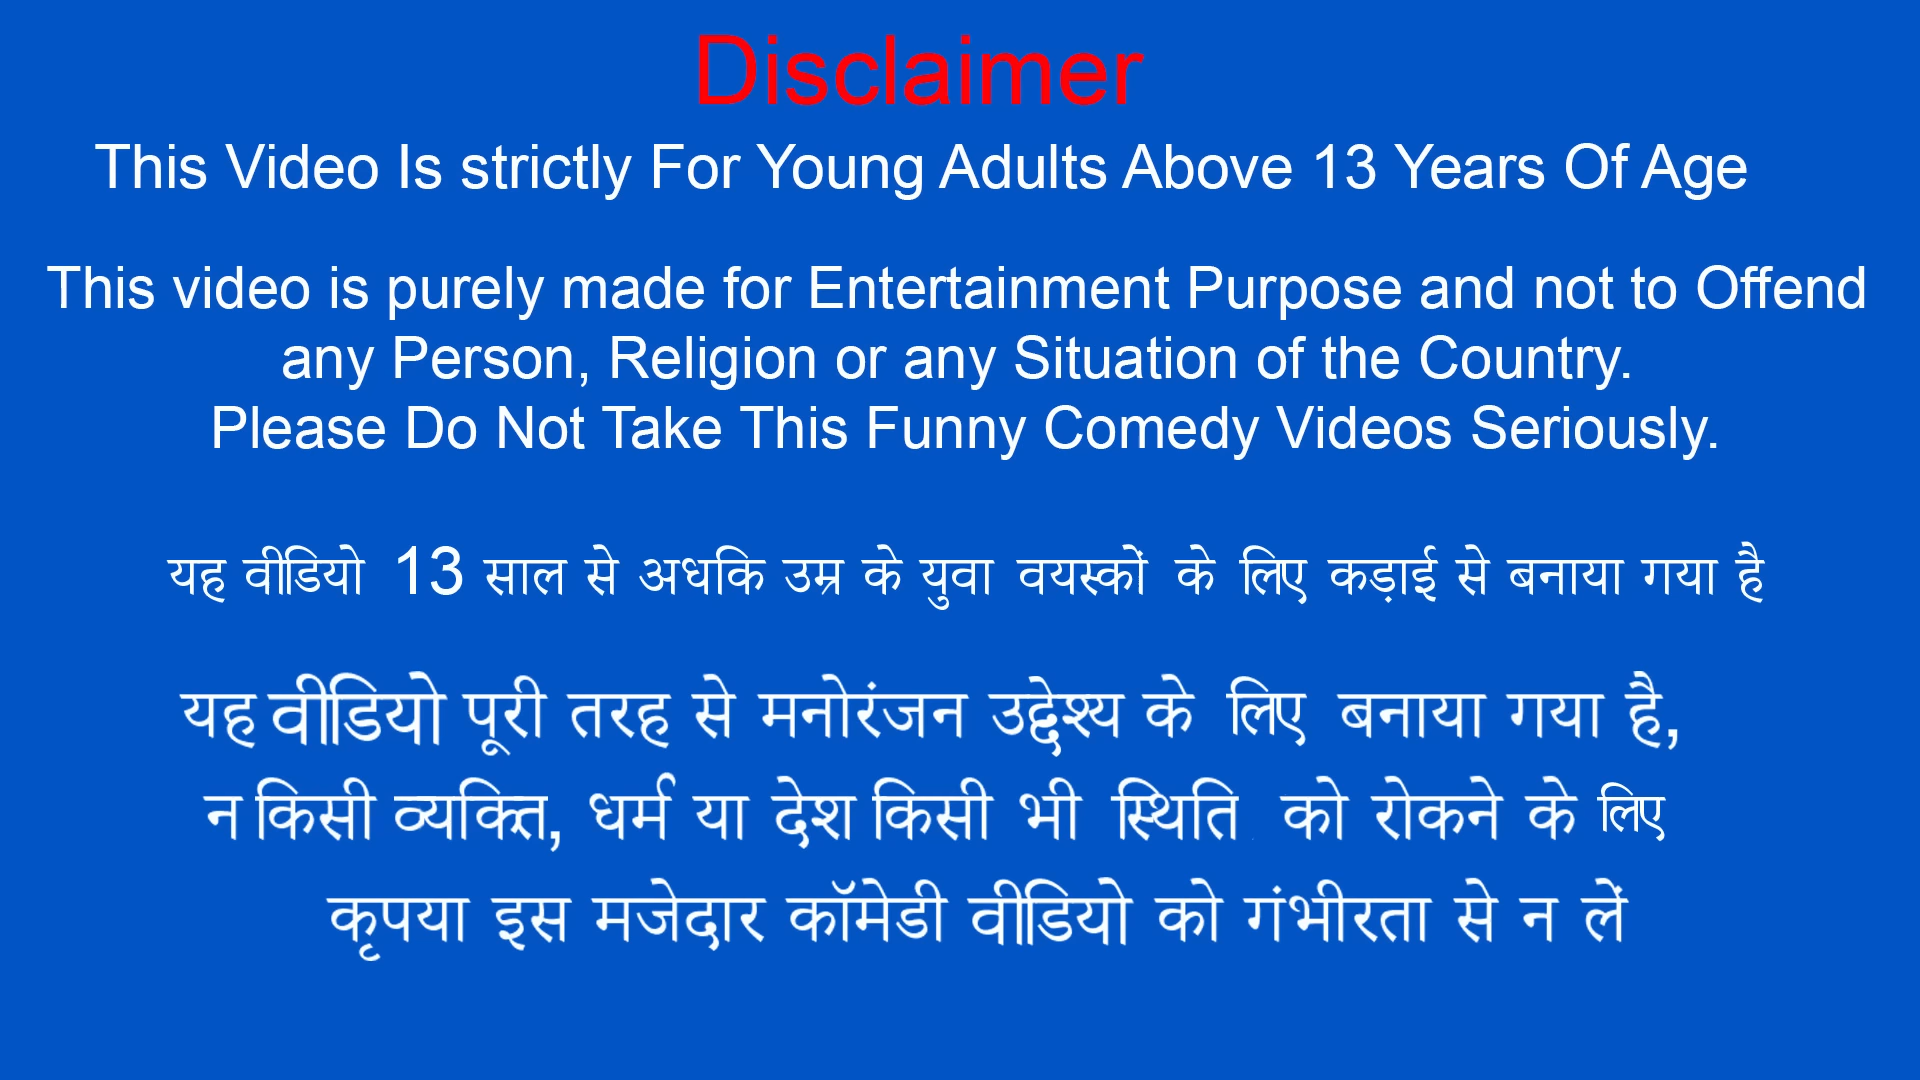 Disclaimer
This Video Is strictly For Young Adults Above 13 Years Of Age
This video is purely made for Entertainment Purpose and not to Offend
any Person, Religion or any Situation of the Country.
Please Do Not Take This Funny Comedy Videos Seriously.
यह वीडियो 13 साल से अधकि उम्र के युवा वयस्कों के लिए कड़ाई से बनाया गया है
यह वीडियो पूरी तरह से मनोरंजन उद्देश्य के लिए बनाया गया है,
न किसी व्यक्ति, धर्म या देश किसी भी स्थिति को रोकने के लिए
कृपया इस मजेदार कॉमेडी वीडियो को गंभीरता से न लें